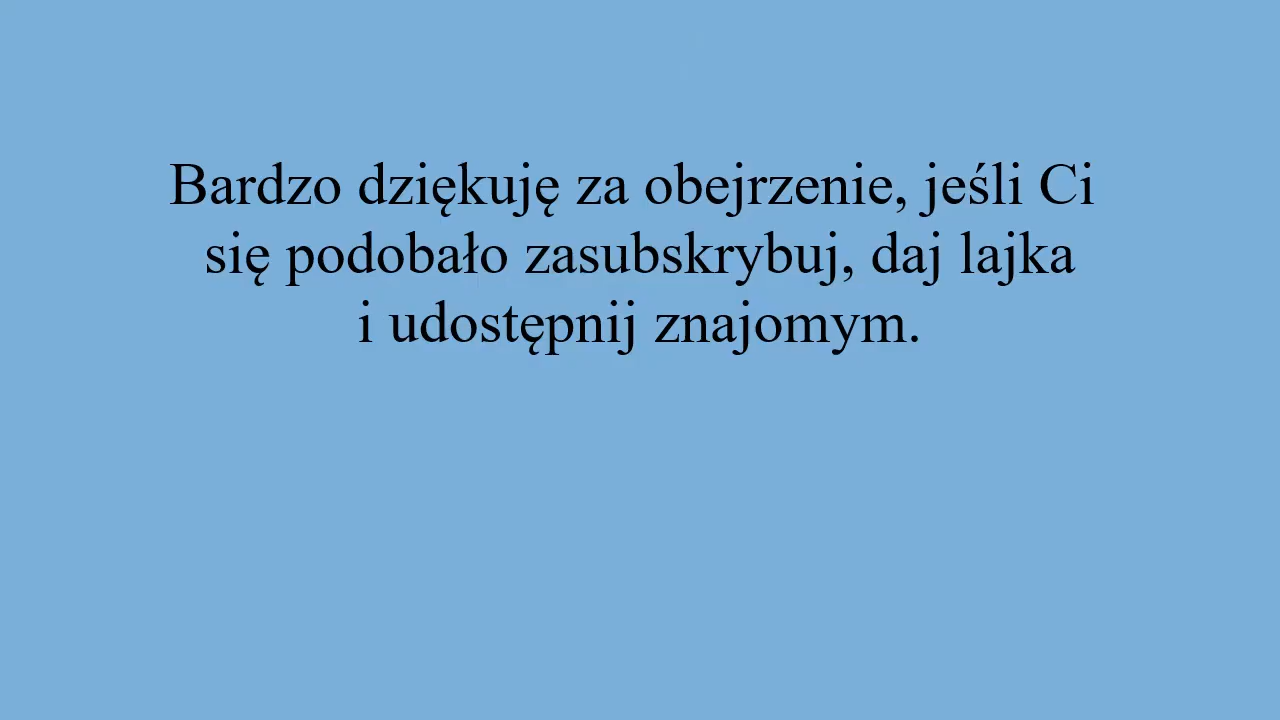 Bardzo dziękuję za obejrzenie, jeśli Ci
się podobało zasubskrybuj, daj lajka
i udostępnij znajomym.